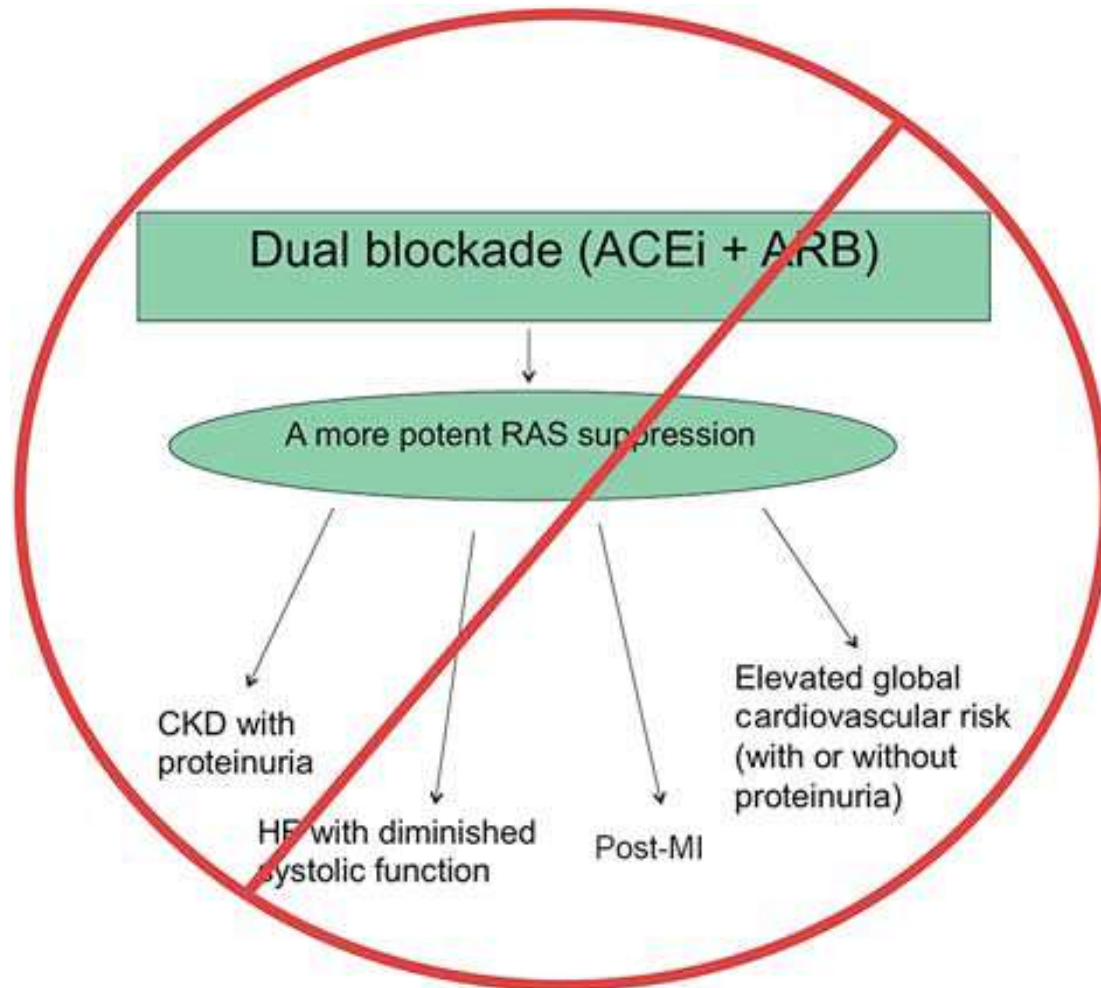 Dual blockade (ACEi + ARB)
A more potent RAS suppression
CKD with
proteinuria
HF with diminished
systolic function
Post-MI
Elevated global
cardiovascular risk
(with or without
proteinuria)